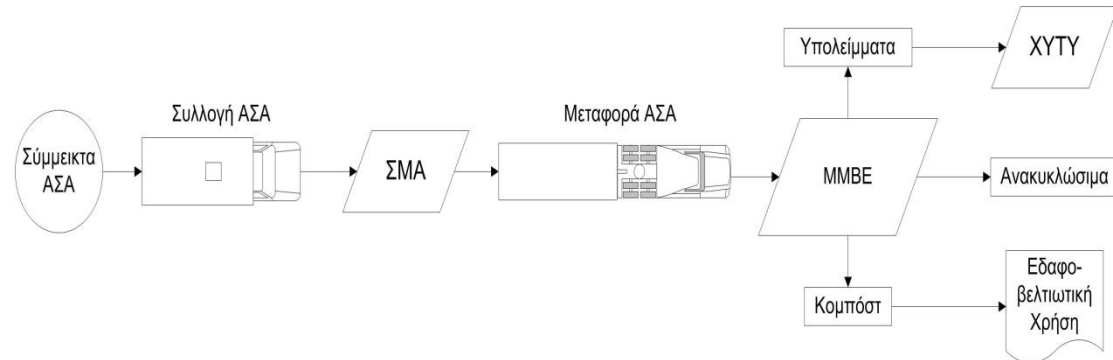 Σύμμεικτα
ΑΣΑ
Συλλογή ΑΣΑ
ΣΜΑ
Μεταφορά ΑΣΑ
ΜΜΒΕ
Υπολείμματα
ΧΥΤΥ
Ανακυκλώσιμα
Κομπόστ
Εδαφο-
βελτιωτική
Χρήση